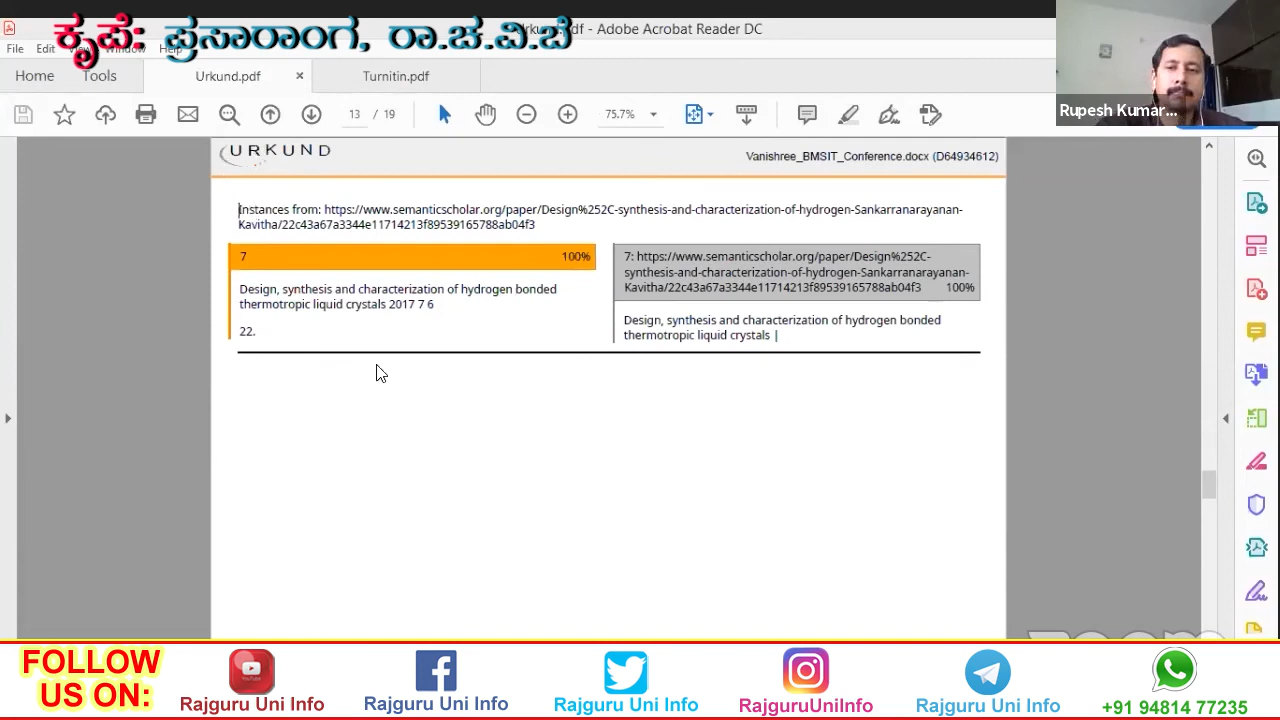 ಕೃಪೆ: ಪ್ರಸಾರಾಂಗ, ರಾ.ಚ.ವಿ.ಬೆ
.pdf - Adobe Acrobat Reader DC
File Edit View Window Help
Home Tools Urkund.pdf × Turnitin.pdf
13 / 19 75.7%
Rupesh Kumar...
URKUND
Vanishree_BMSIT_Conference.docx (D64934612)
Instances from: https://www.semanticscholar.org/paper/Design%252C-synthesis-and-characterization-of-hydrogen-Sankarranarayanan-
Kavitha/22c43a67a3344e11714213f89539165788ab04f3
7 100%
Design, synthesis and characterization of hydrogen bonded
thermotropic liquid crystals 2017 7 6
22.
7: https://www.semanticscholar.org/paper/Design%252C-
synthesis-and-characterization-of-hydrogen-Sankarranarayanan-
Kavitha/22c43a67a3344e11714213f89539165788ab04f3 100%
Design, synthesis and characterization of hydrogen bonded
thermotropic liquid crystals |
FOLLOW
US ON:
YouTube
Rajguru Uni Info
Rajguru Uni Info
Rajguru Uni Info
RajguruUniInfo
Rajguru Uni Info
+91 94814 77235